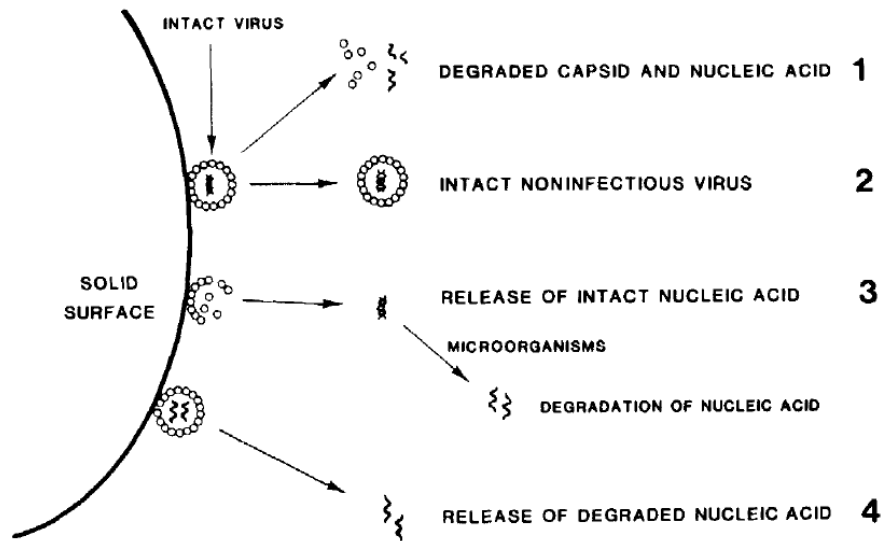 INTACT VIRUS
DEGRADED CAPSID AND NUCLEIC ACID 1
INTACT NONINFECTIOUS VIRUS 2
SOLID
SURFACE
RELEASE OF INTACT NUCLEIC ACID 3
MICROORGANISMS
DEGRADATION OF NUCLEIC ACID
RELEASE OF DEGRADED NUCLEIC ACID 4